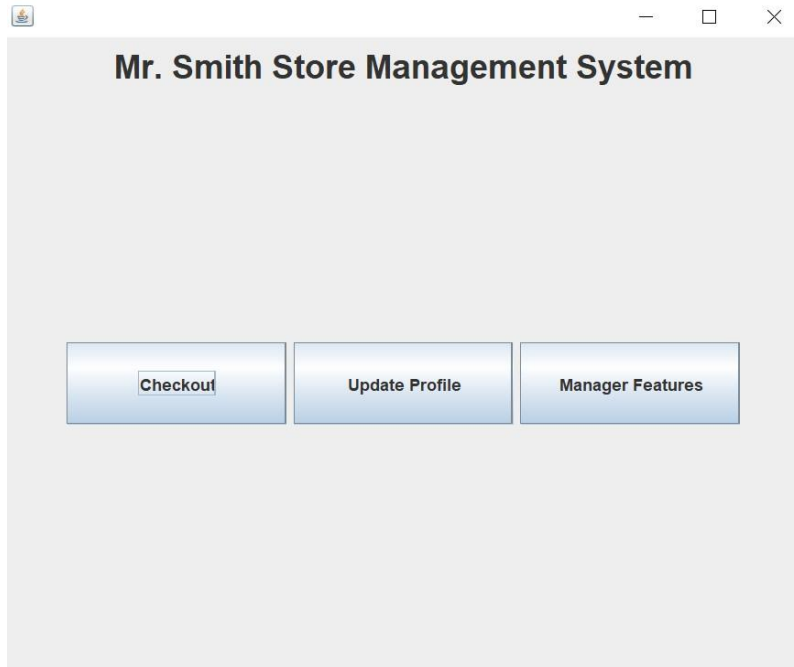 Mr. Smith Store Management System
Checkout
Update Profile
Manager Features